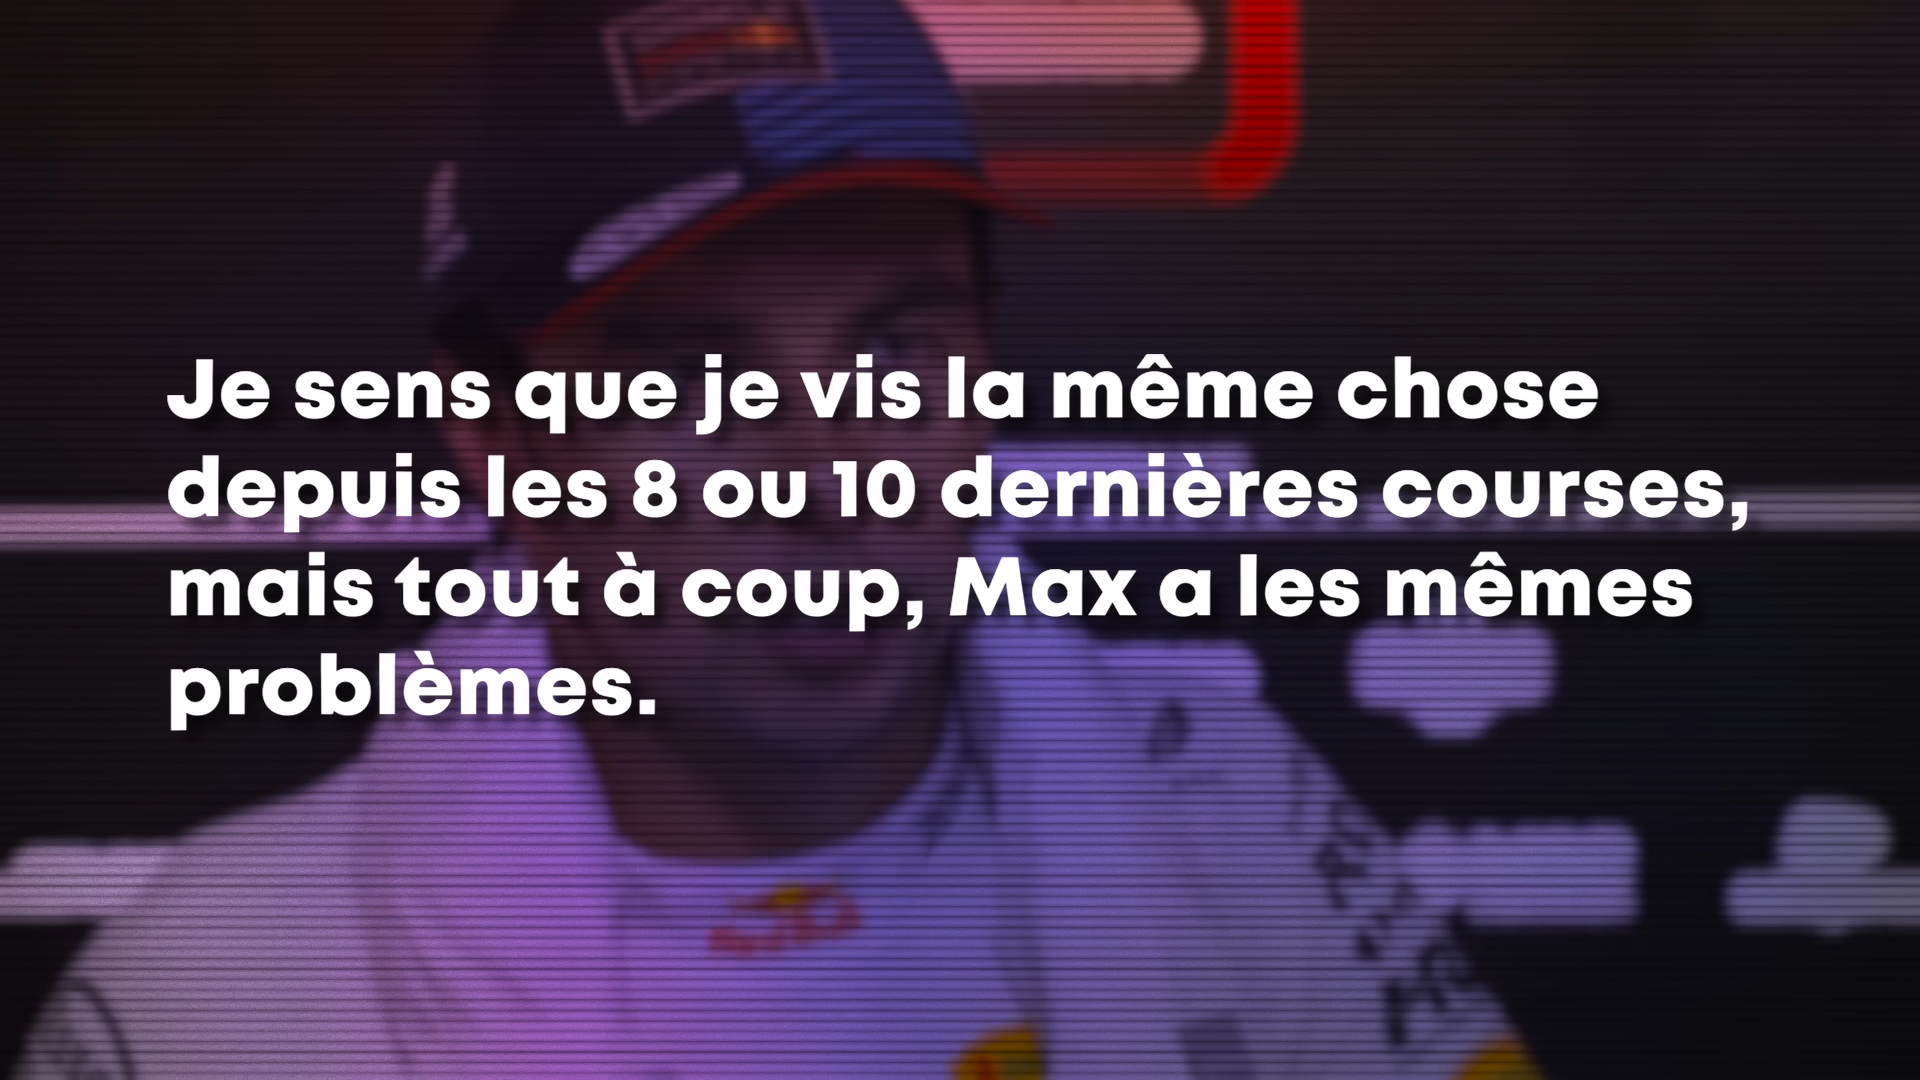 Je sens que je vis la même chose
depuis les 8 ou 10 dernières courses,
mais tout à coup, Max a les mêmes
problèmes.